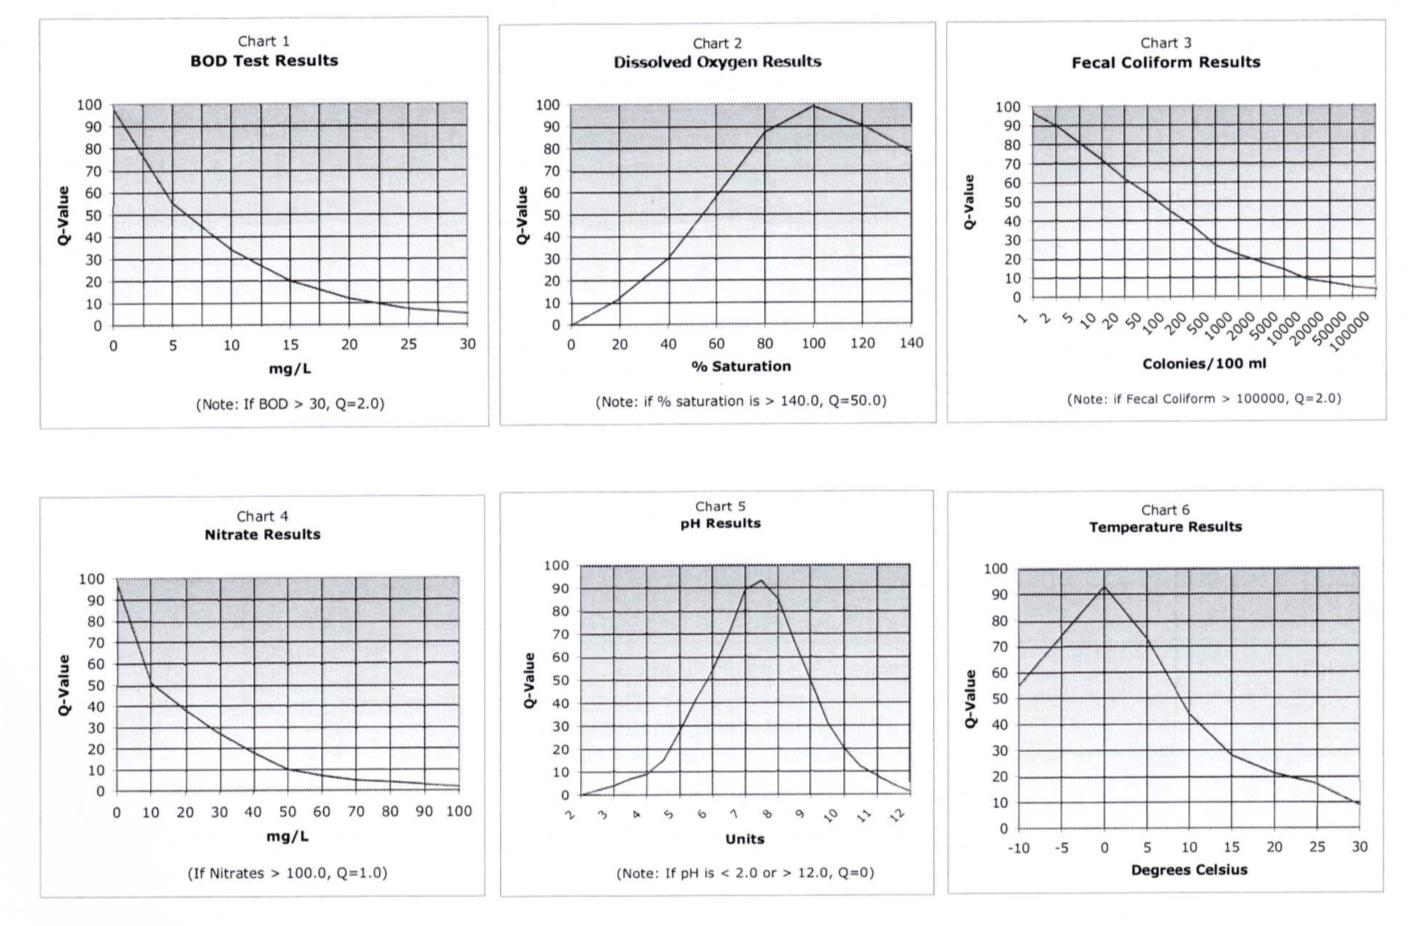 Chart 1
BOD Test Results
100
90
80
70
60
50
40
30
20
10
0
Q-Value
0 5 10 15 20 25 30
mg/L
(Note: If BOD > 30, Q=2.0)
Chart 2
Dissolved Oxygen Results
100
90
80
70
60
50
40
30
20
10
0
Q-Value
0 20 40 60 80 100 120 140
% Saturation
(Note: if % saturation is > 140.0, Q=50.0)
Chart 3
Fecal Coliform Results
100
90
80
70
60
50
40
30
20
10
0
Q-Value
1 2 5 10 20 50 100 200 500 1000 2000 5000 10000 20000 50000 100000
Colonies/100 ml
(Note: if Fecal Coliform > 100000, Q=2.0)
Chart 4
Nitrate Results
100
90
80
70
60
50
40
30
20
10
0
Q-Value
0 10 20 30 40 50 60 70 80 90 100
mg/L
(If Nitrates > 100.0, Q=1.0)
Chart 5
pH Results
100
90
80
70
60
50
40
30
20
10
0
Q-Value
2 3 4 5 6 7 8 9 10 11 12
Units
(Note: If pH is < 2.0 or > 12.0, Q=0)
Chart 6
Temperature Results
100
90
80
70
60
50
40
30
20
10
0
Q-Value
-10 -5 0 5 10 15 20 25 30
Degrees Celsius